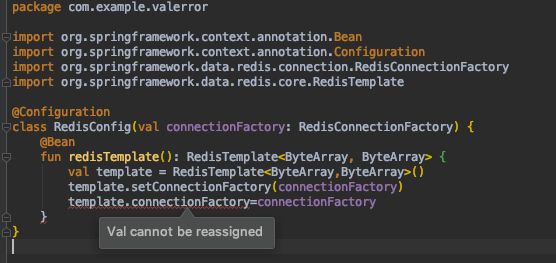 package com.example.valerror
import org.springframework.context.annotation.Bean
import org.springframework.context.annotation.Configuration
import org.springframework.data.redis.connection.RedisConnectionFactory
import org.springframework.data.redis.core.RedisTemplate
@Configuration
class RedisConfig(val connectionFactory: RedisConnectionFactory) {
@Bean
fun redisTemplate(): RedisTemplate<ByteArray, ByteArray> {
val template = RedisTemplate<ByteArray,ByteArray>()
template.setConnectionFactory(connectionFactory)
template.connectionFactory=connectionFactory
}
Val cannot be reassigned
}